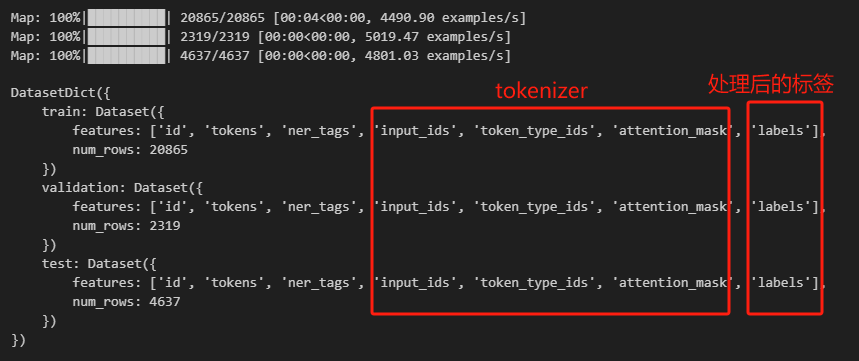 Map: 100%|██████████| 20865/20865 [00:04<00:00, 4490.90 examples/s]
Map: 100%|██████████| 2319/2319 [00:00<00:00, 5019.47 examples/s]
Map: 100%|██████████| 4637/4637 [00:00<00:00, 4801.03 examples/s]
tokenizer
处理后的标签
DatasetDict({
    train: Dataset({
        features: ['id', 'tokens', 'ner_tags', 'input_ids', 'token_type_ids', 'attention_mask', 'labels'],
        num_rows: 20865
    })
    validation: Dataset({
        features: ['id', 'tokens', 'ner_tags', 'input_ids', 'token_type_ids', 'attention_mask', 'labels'],
        num_rows: 2319
    })
    test: Dataset({
        features: ['id', 'tokens', 'ner_tags', 'input_ids', 'token_type_ids', 'attention_mask', 'labels'],
        num_rows: 4637
    })
})